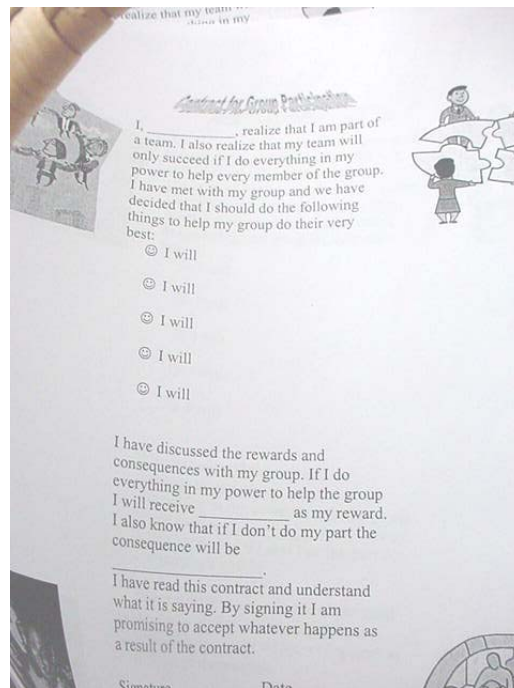 realize that my team
in my
Contract for Group Participation
I, ____________, realize that I am part of
a team. I also realize that my team will
only succeed if I do everything in my
power to help every member of the group.
I have met with my group and we have
decided that I should do the following
things to help my group do their very
best:
☺ I will
☺ I will
☺ I will
☺ I will
☺ I will
I have discussed the rewards and
consequences with my group. If I do
everything in my power to help the group
I will receive ____________ as my reward.
I also know that if I don't do my part the
consequence will be
____________________.
I have read this contract and understand
what it is saying. By signing it I am
promising to accept whatever happens as
a result of the contract.
Signature Date